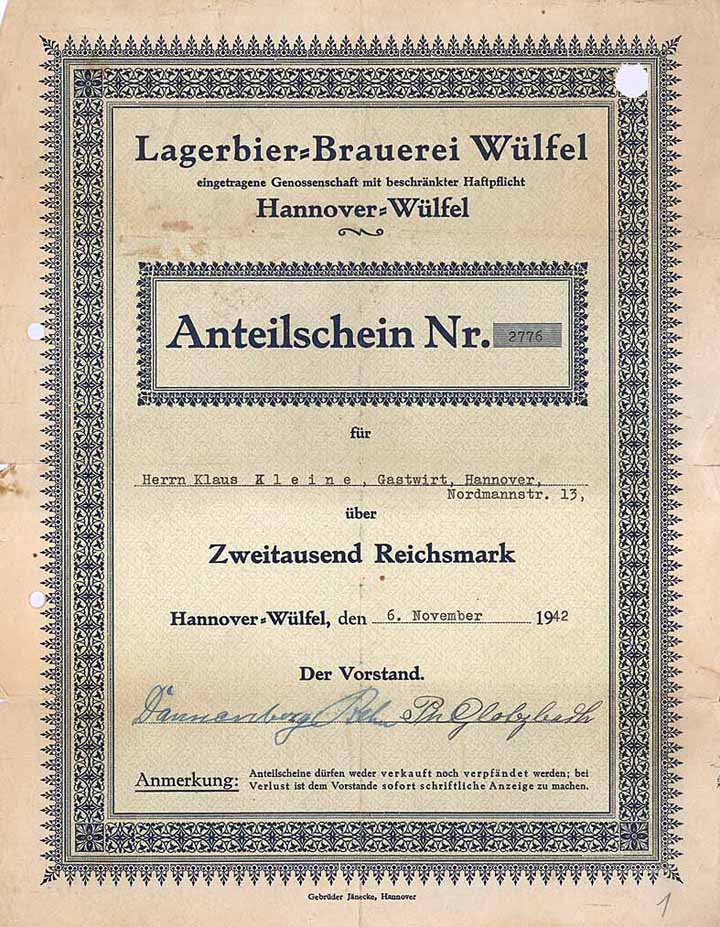 Lagerbier=Brauerei Wülfel
eingetragene Genossenschaft mit beschränkter Haftpflicht
Hannover=Wülfel
Anteilschein Nr. 2776
für
Herrn Klaus Kleine, Gastwirt, Hannover,
Nordmannstr. 13,
über
Zweitausend Reichsmark
Hannover=Wülfel, den 6. November 1942
Der Vorstand.
Dannenberg
Anmerkung: Anteilscheine dürfen weder verkauft noch verpfändet werden; bei
Verlust ist dem Vorstande sofort schriftliche Anzeige zu machen.
Gebrüder Jänecke, Hannover
1